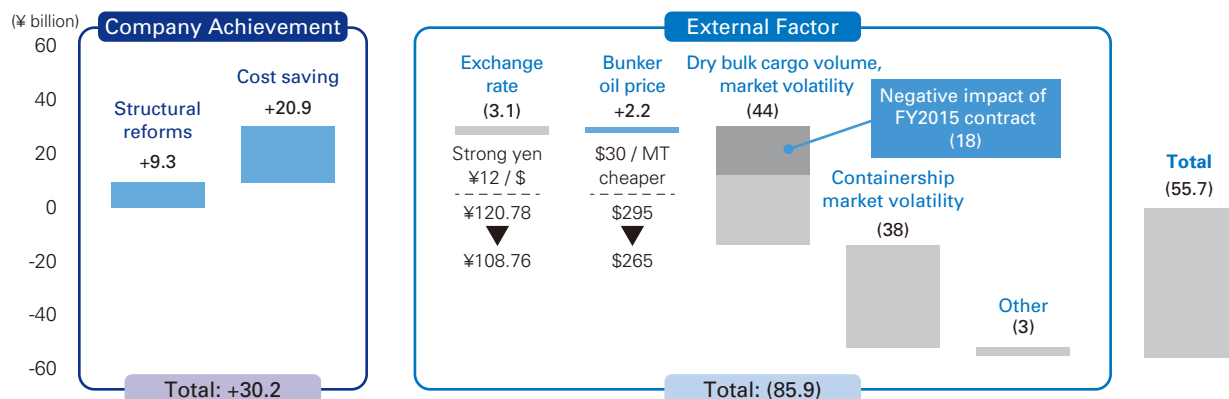 (¥ billion)
60
40
20
0
-20
-40
-60
Company Achievement
Structural
reforms
+9.3
Cost saving
+20.9
Total: +30.2
External Factor
Exchange
rate
(3.1)
Strong yen
¥12 / $
¥120.78
¥108.76
Bunker
oil price
+2.2
$30 / MT
cheaper
$295
$265
Dry bulk cargo volume,
market volatility
(44)
Negative impact of
FY2015 contract
(18)
Containership
market volatility
(38)
Other
(3)
Total: (85.9)
Total
(55.7)